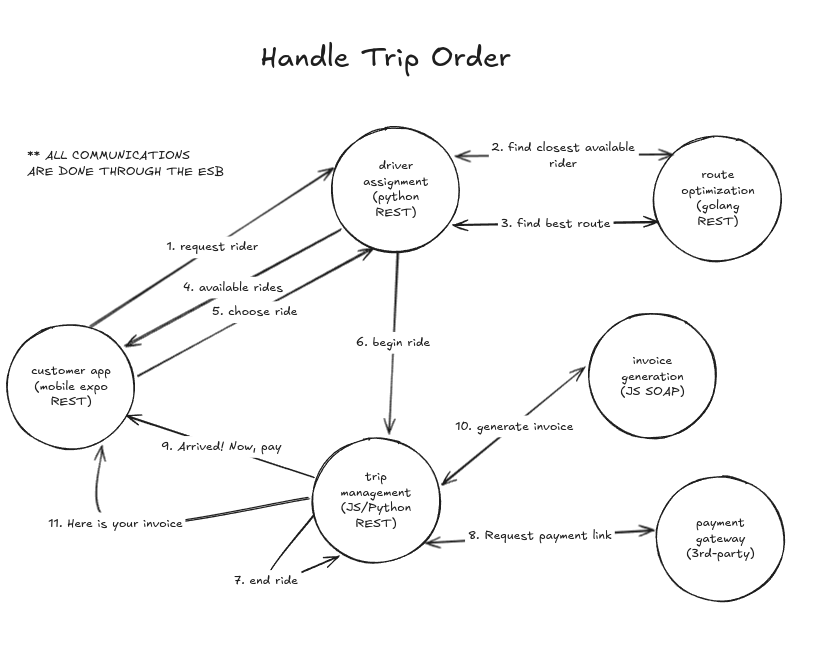 Handle Trip Order
** ALL COMMUNICATIONS
ARE DONE THROUGH THE ESB
driver
assignment
(python
REST)
2. find closest available
rider
route
optimization
(golang
REST)
3. find best route
1. request rider
4. available rides
5. choose ride
6. begin ride
customer app
(mobile expo
REST)
invoice
generation
(JS SOAP)
10. generate invoice
9. Arrived! Now, pay
trip
management
(JS/Python
REST)
11. Here is your invoice
8. Request payment link
payment
gateway
(3rd-party)
7. end ride